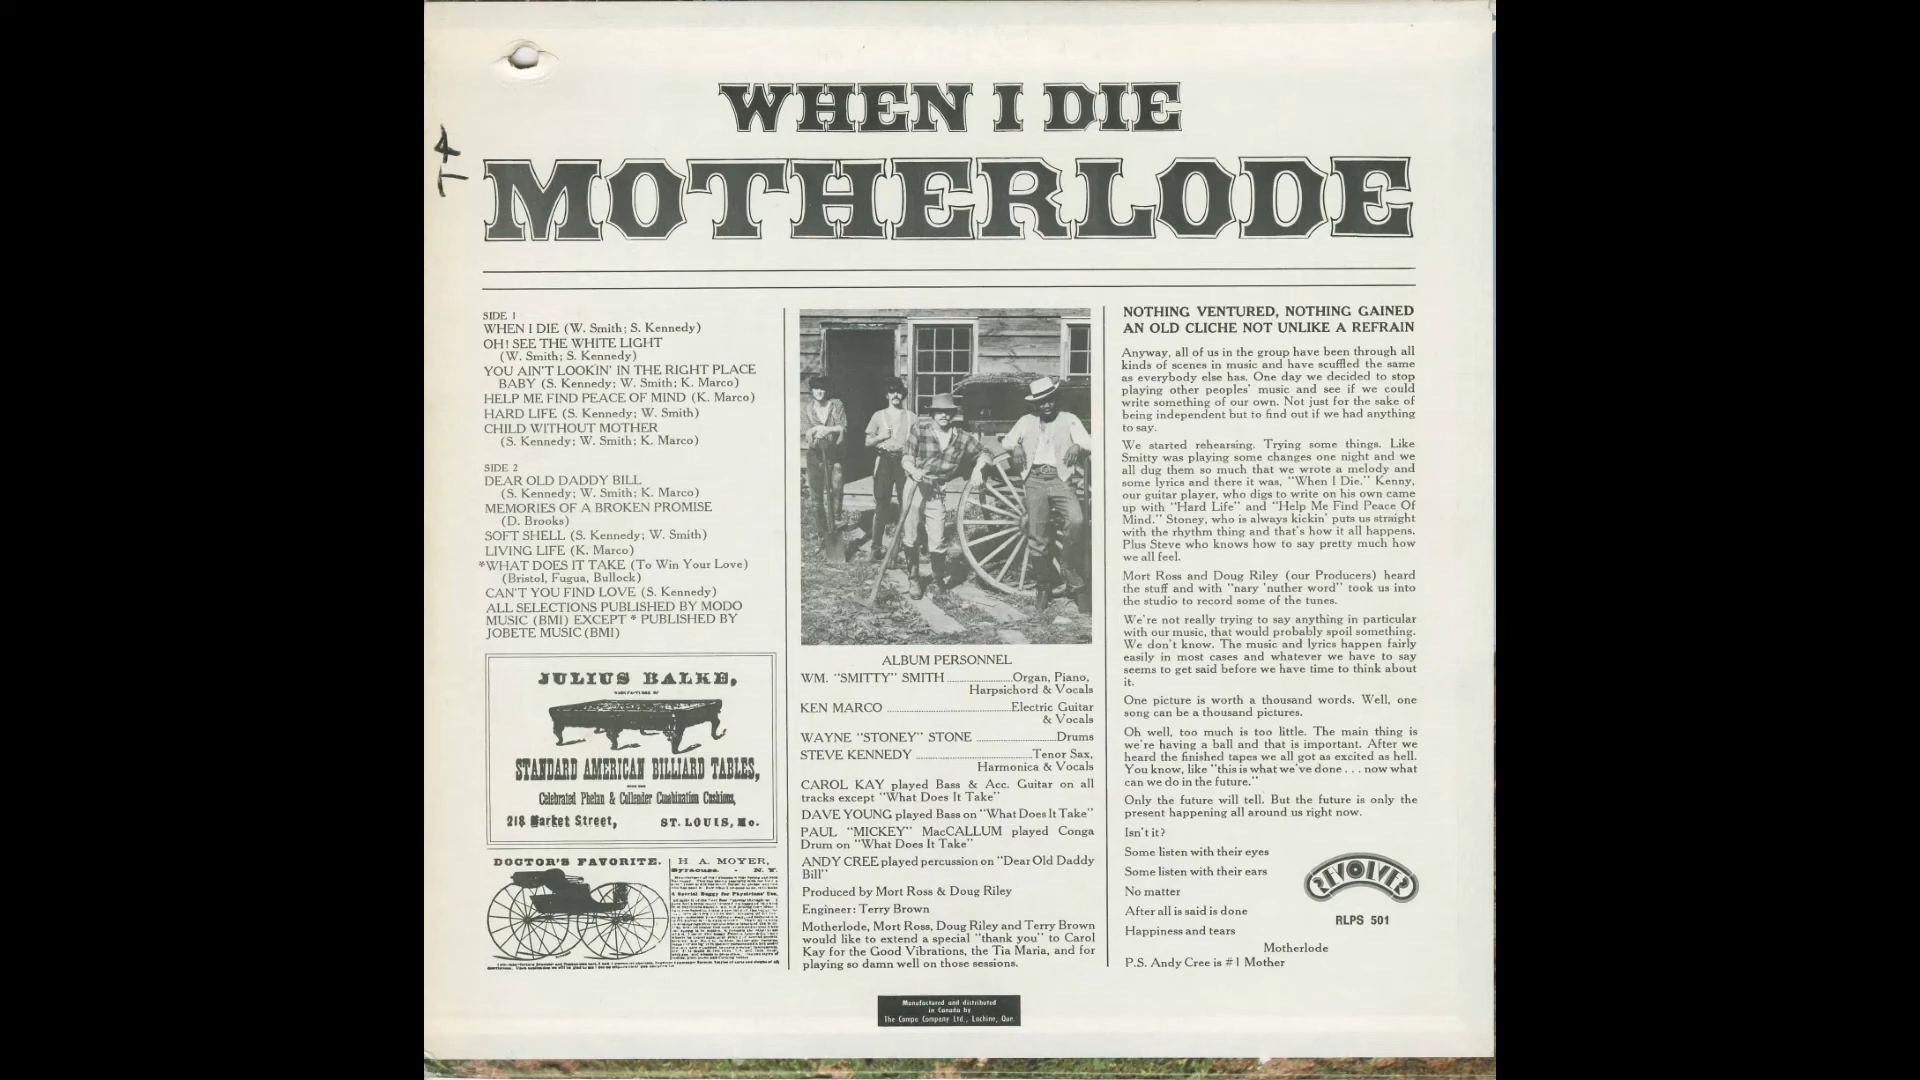 WHEN I DIE
MOTHERLODE
T4
SIDE 1
WHEN I DIE (W. Smith; S. Kennedy)
OH! SEE THE WHITE LIGHT
(W. Smith; S. Kennedy)
YOU AIN'T LOOKIN' IN THE RIGHT PLACE
BABY (S. Kennedy; W. Smith; K. Marco)
HELP ME FIND PEACE OF MIND (K. Marco)
HARD LIFE (S. Kennedy; W. Smith)
CHILD WITHOUT MOTHER
(S. Kennedy; W. Smith; K. Marco)
SIDE 2
DEAR OLD DADDY BILL
(S. Kennedy; W. Smith; K. Marco)
MEMORIES OF A BROKEN PROMISE
(D. Brooks)
SOFT SHELL (S. Kennedy; W. Smith)
LIVING LIFE (K. Marco)
*WHAT DOES IT TAKE (To Win Your Love)
(Bristol, Fugua, Bullock)
CAN'T YOU FIND LOVE (S. Kennedy)
ALL SELECTIONS PUBLISHED BY MODO
MUSIC (BMI) EXCEPT * PUBLISHED BY
JOBETE MUSIC (BMI)
JULIUS BALKE,
MANUFACTURER OF
STANDARD AMERICAN BILLIARD TABLES,
Celebrated Phelan & Collender Combination Cushions,
218 Market Street, ST. LOUIS, Mo.
DOCTOR'S FAVORITE.
H A. MOYER,
Syracuse. - N. Y.
A Special Buggy for Physicians' Use.
ALBUM PERSONNEL
WM. "SMITTY" SMITH ....................Organ, Piano,
Harpsichord & Vocals
KEN MARCO ....................Electric Guitar
& Vocals
WAYNE "STONEY" STONE ....................Drums
STEVE KENNEDY ....................Tenor Sax,
Harmonica & Vocals
CAROL KAY played Bass & Acc. Guitar on all
tracks except "What Does It Take"
DAVE YOUNG played Bass on "What Does It Take"
PAUL "MICKEY" MacCALLUM played Conga
Drum on "What Does It Take"
ANDY CREE played percussion on "Dear Old Daddy
Bill"
Produced by Mort Ross & Doug Riley
Engineer: Terry Brown
Motherlode, Mort Ross, Doug Riley and Terry Brown
would like to extend a special "thank you" to Carol
Kay for the Good Vibrations, the Tia Maria, and for
playing so damn well on those sessions.
NOTHING VENTURED, NOTHING GAINED
AN OLD CLICHE NOT UNLIKE A REFRAIN
Anyway, all of us in the group have been through all
kinds of scenes in music and have scuffled the same
as everybody else has. One day we decided to stop
playing other peoples' music and see if we could
write something of our own. Not just for the sake of
being independent but to find out if we had anything
to say.
We started rehearsing. Trying some things. Like
Smitty was playing some changes one night and we
all dug them so much that we wrote a melody and
some lyrics and there it was, "When I Die." Kenny,
our guitar player, who digs to write on his own came
up with "Hard Life" and "Help Me Find Peace Of
Mind." Stoney, who is always kickin' puts us straight
with the rhythm thing and that's how it all happens.
Plus Steve who knows how to say pretty much how
we all feel.
Mort Ross and Doug Riley (our Producers) heard
the stuff and with "nary 'nuther word" took us into
the studio to record some of the tunes.
We're not really trying to say anything in particular
with our music, that would probably spoil something.
We don't know. The music and lyrics happen fairly
easily in most cases and whatever we have to say
seems to get said before we have time to think about
it.
One picture is worth a thousand words. Well, one
song can be a thousand pictures.
Oh well, too much is too little. The main thing is
we're having a ball and that is important. After we
heard the finished tapes we all got as excited as hell.
You know, like "this is what we've done . . . now what
can we do in the future."
Only the future will tell. But the future is only the
present happening all around us right now.
Isn't it?
Some listen with their eyes
Some listen with their ears
No matter
After all is said is done
Happiness and tears
Motherlode
P.S. Andy Cree is #1 Mother
REVOLVER
RLPS 501
Manufactured and distributed
in Canada by
The Compo Company Ltd., Lachine, Que.